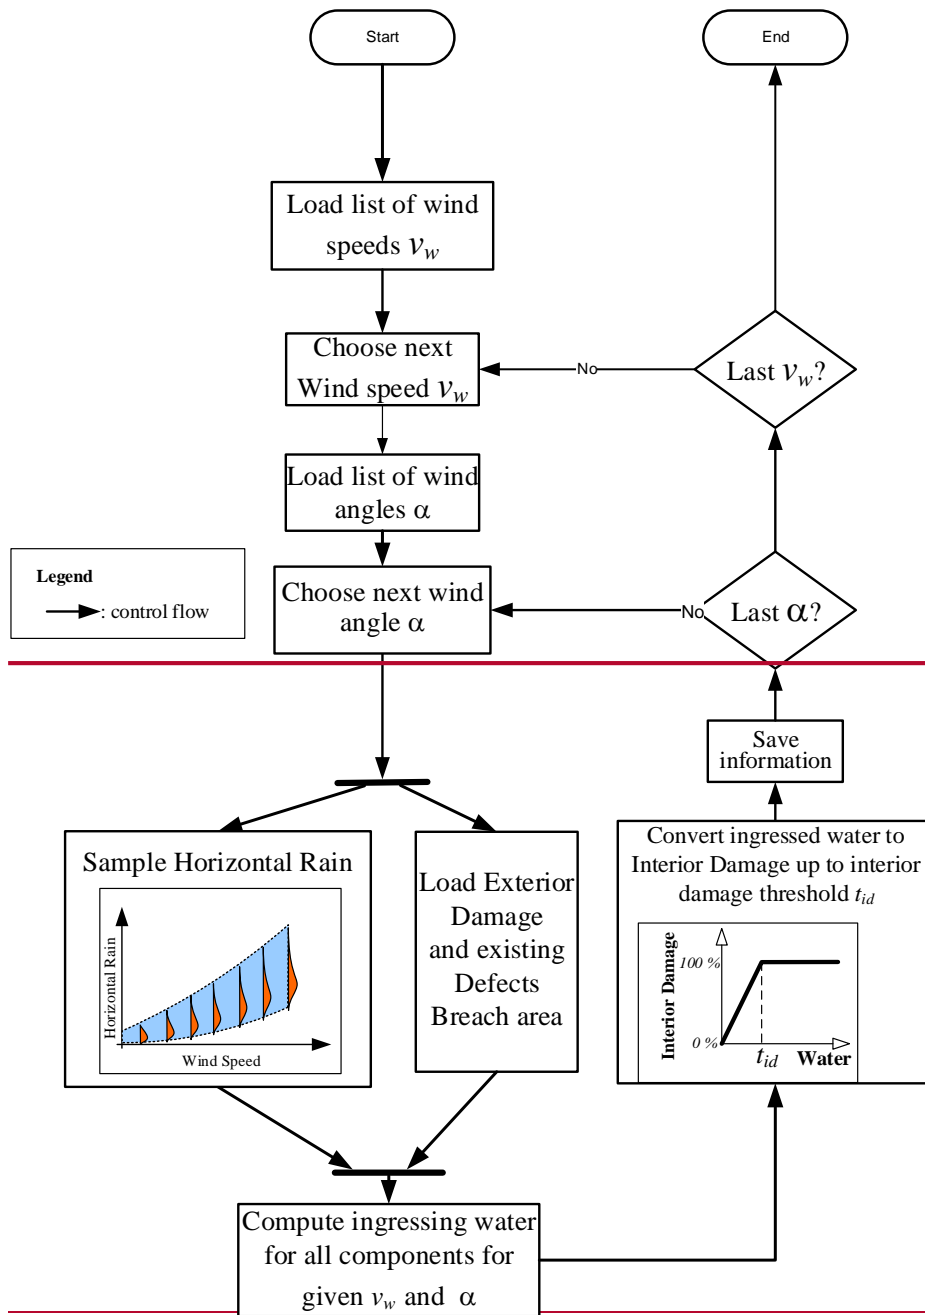 Start
End
Load list of wind
speeds v_w
Choose next
Wind speed v_w
No
Last v_w?
Load list of wind
angles α
Legend
: control flow
Choose next wind
angle α
No
Last α?
Save
information
Sample Horizontal Rain
Horizontal Rain
Wind Speed
Load Exterior
Damage
and existing
Defects
Breach area
Convert ingressed water to
Interior Damage up to interior
damage threshold t_id
Interior Damage
100 %
0 %
t_id
Water
Compute ingressing water
for all components for
given v_w and α